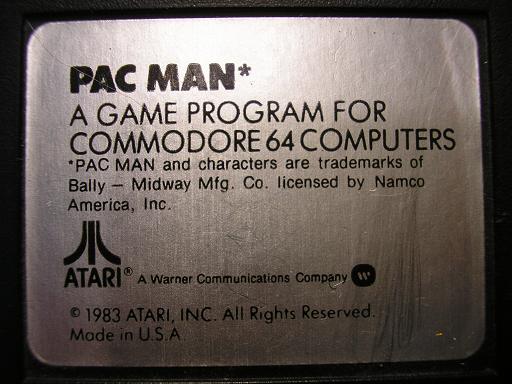 PAC MAN*
A GAME PROGRAM FOR
COMMODORE 64 COMPUTERS
*PAC MAN and characters are trademarks of
Bally – Midway Mfg. Co. licensed by Namco
America, Inc.
ATARI® A Warner Communications Company
© 1983 ATARI, INC. All Rights Reserved.
Made in U.S.A.